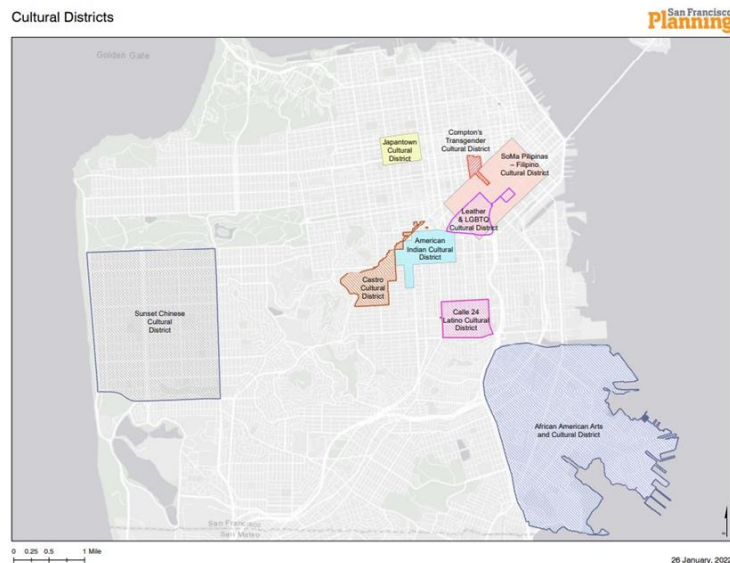 Cultural Districts
San Francisco
Planning
Golden Gate
Japantown
Cultural
District
Compton's
Transgender
Cultural District
SoMa Pilipinas
– Filipino
Cultural District
Leather
& LGBTQ
Cultural District
American
Indian Cultural
District
Castro
Cultural
District
Sunset Chinese
Cultural
District
Calle 24
Latino Cultural
District
African American Arts
and Cultural District
San Francisco
San Mateo
0 0.25 0.5 1 Mile
26 January, 2022